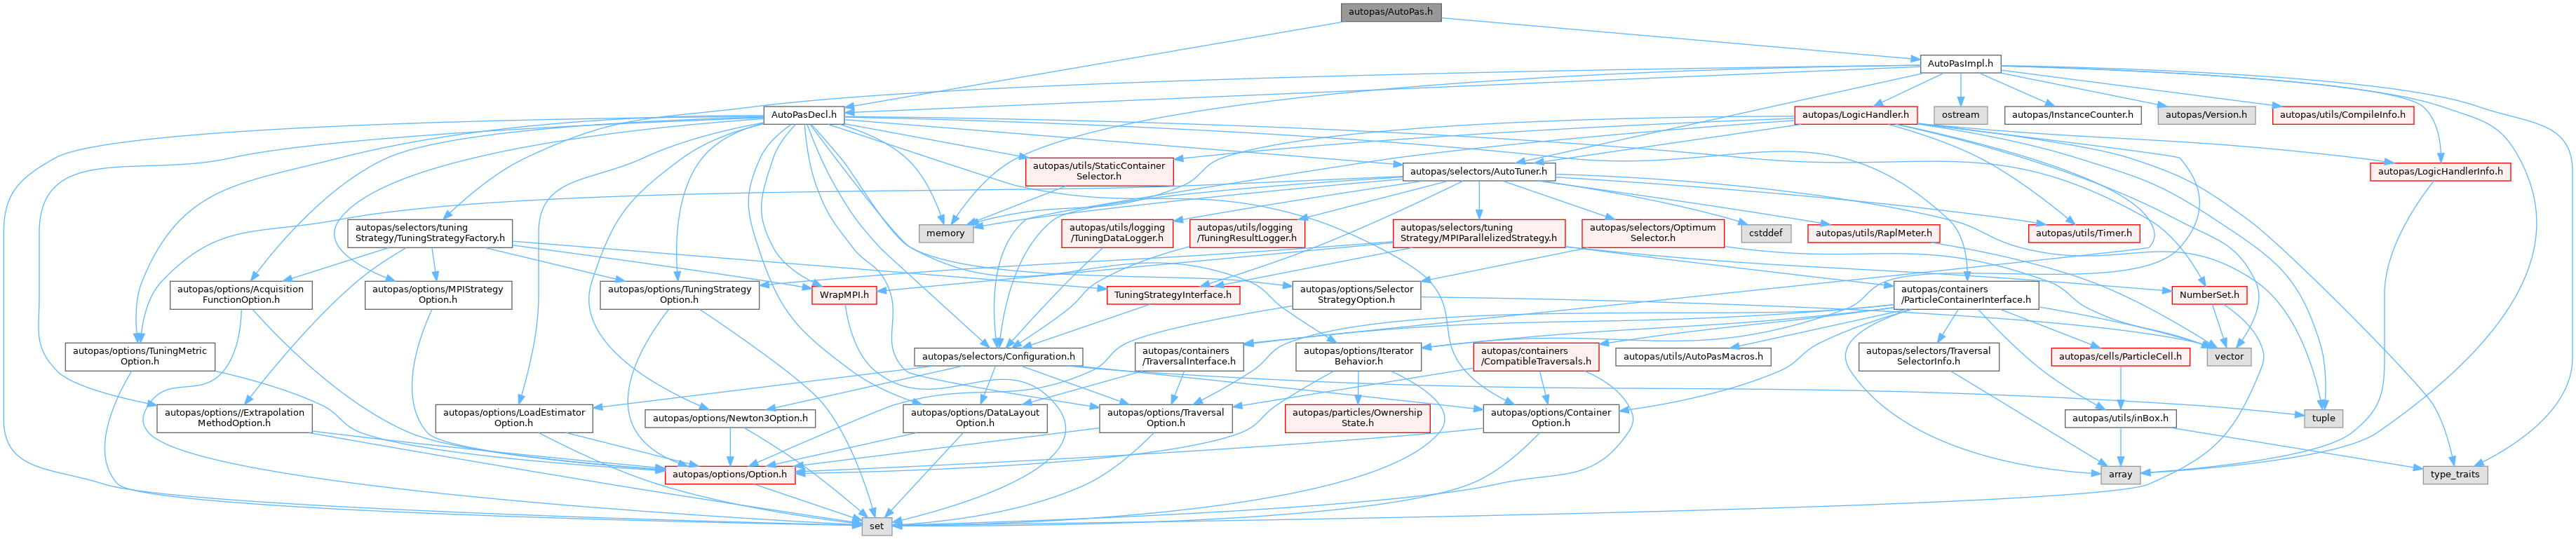 autopas/AutoPas.h
AutoPasImpl.h
AutoPasDecl.h
autopas/LogicHandler.h
ostream
autopas/InstanceCounter.h
autopas/Version.h
autopas/utils/CompileInfo.h
autopas/utils/StaticContainer
Selector.h
autopas/selectors/AutoTuner.h
autopas/LogicHandlerInfo.h
autopas/selectors/tuning
Strategy/TuningStrategyFactory.h
memory
autopas/utils/logging
/TuningDataLogger.h
autopas/utils/logging
/TuningResultLogger.h
autopas/selectors/tuning
Strategy/MPIParallelizedStrategy.h
autopas/selectors/Optimum
Selector.h
cstddef
autopas/utils/RaplMeter.h
autopas/utils/Timer.h
autopas/options/Acquisition
FunctionOption.h
autopas/options/MPIStrategy
Option.h
autopas/options/TuningStrategy
Option.h
WrapMPI.h
TuningStrategyInterface.h
autopas/options/Selector
StrategyOption.h
autopas/containers
/ParticleContainerInterface.h
NumberSet.h
autopas/options/TuningMetric
Option.h
autopas/selectors/Configuration.h
autopas/containers
/TraversalInterface.h
autopas/options/Iterator
Behavior.h
autopas/containers
/CompatibleTraversals.h
autopas/utils/AutoPasMacros.h
autopas/selectors/Traversal
SelectorInfo.h
autopas/cells/ParticleCell.h
vector
autopas/options//Extrapolation
MethodOption.h
autopas/options/LoadEstimator
Option.h
autopas/options/Newton3Option.h
autopas/options/DataLayout
Option.h
autopas/options/Traversal
Option.h
autopas/particles/Ownership
State.h
autopas/options/Container
Option.h
autopas/utils/inBox.h
tuple
autopas/options/Option.h
array
type_traits
set